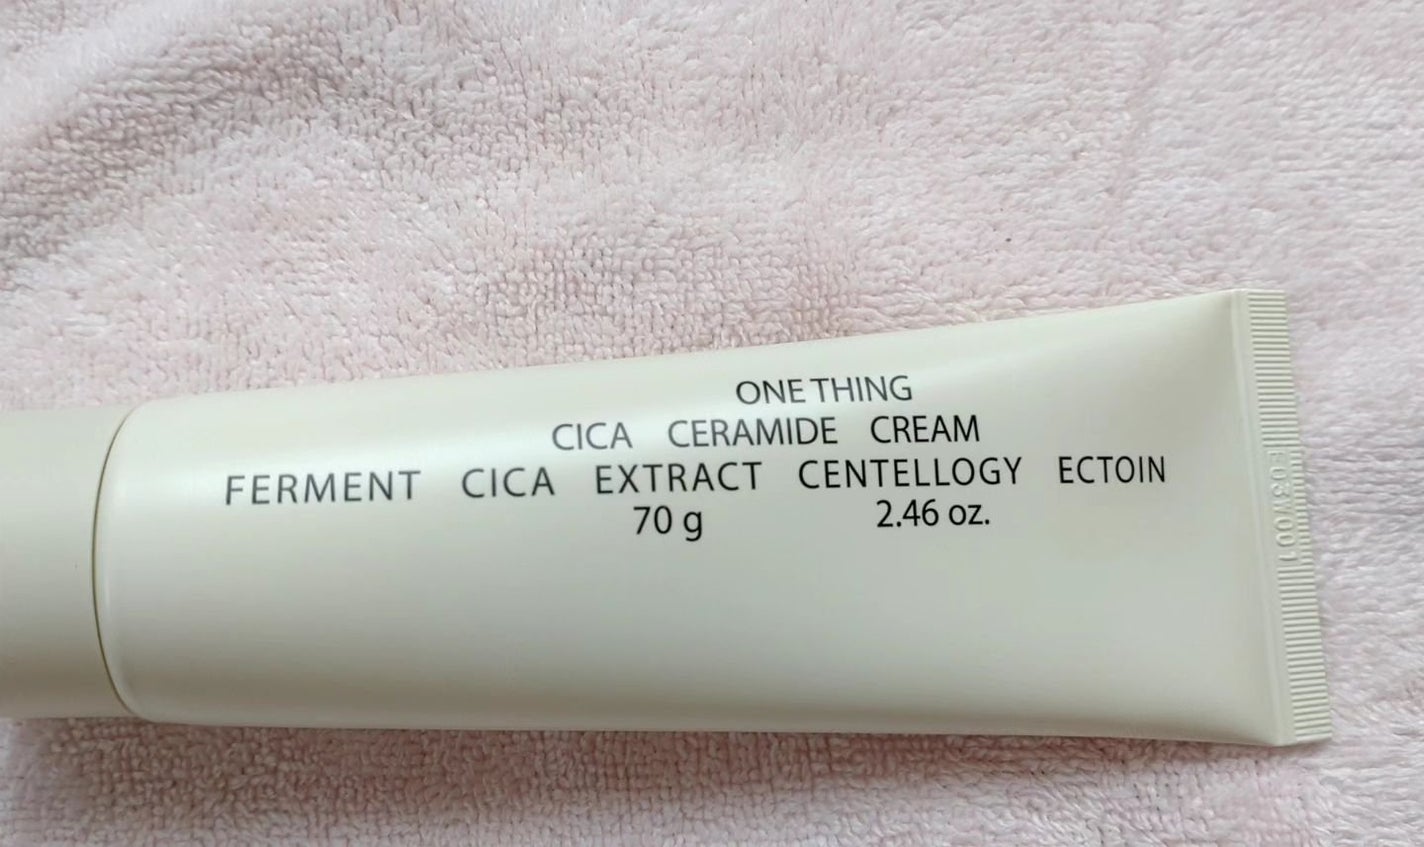 ONE THING
CICA CERAMIDE CREAM
FERMENT CICA EXTRACT CENTELLOGY ECTOIN
70 g 2.46 oz.